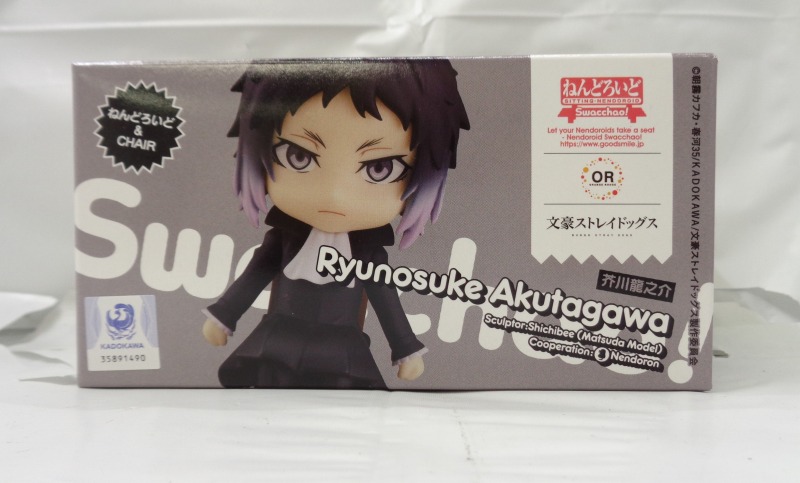 ねんどろいど
&
CHAIR
Swacchao!
ねんどろいど
SITTING-NENDOROID
Swacchao!
Let your Nendoroids take a seat
- Nendoroid Swacchao!
https://www.goodsmile.jp
OR
ORANGE ROUGE
文豪ストレイドッグス
BUNGO STRAY DOGS
©朝霧カフカ・春河35/KADOKAWA/文豪ストレイドッグス製作委員会
芥川龍之介
Ryunosuke Akutagawa
Sculptor:Shichibee (Matsuda Model)
Cooperation: Nendoron
KADOKAWA
35891490